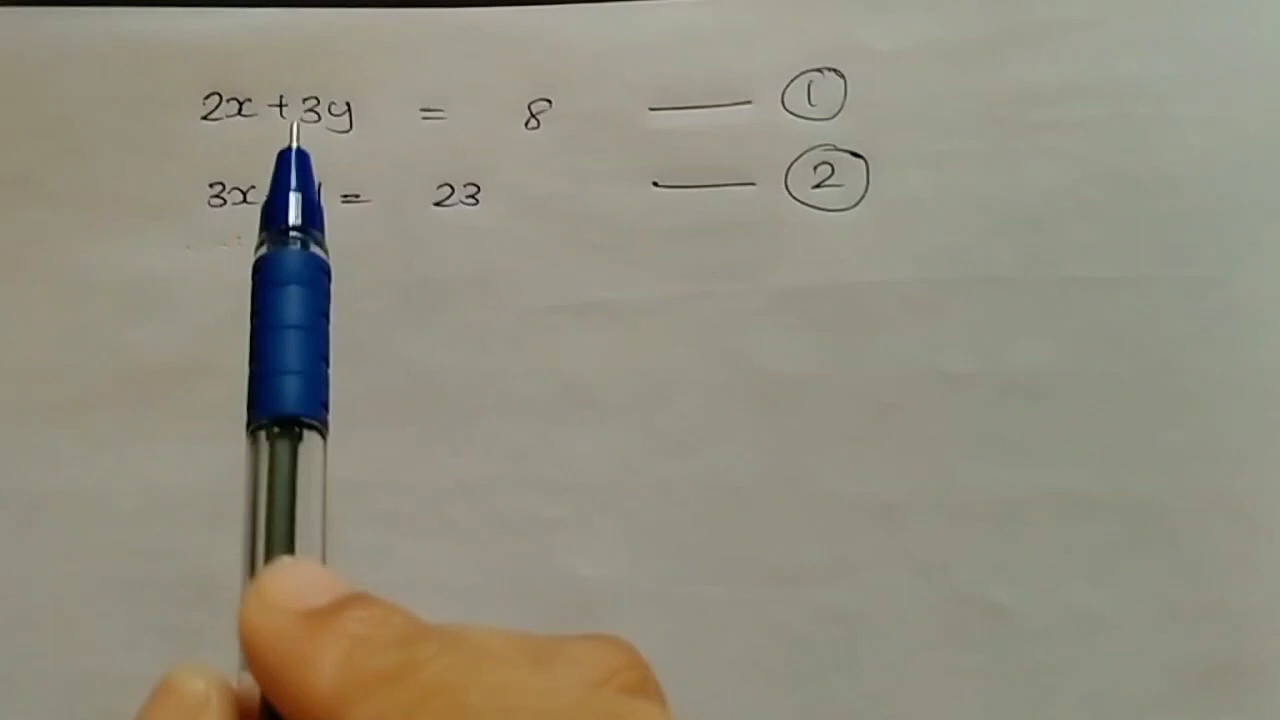 2x + 3y = 8 —— ①
3x = 23 —— ②